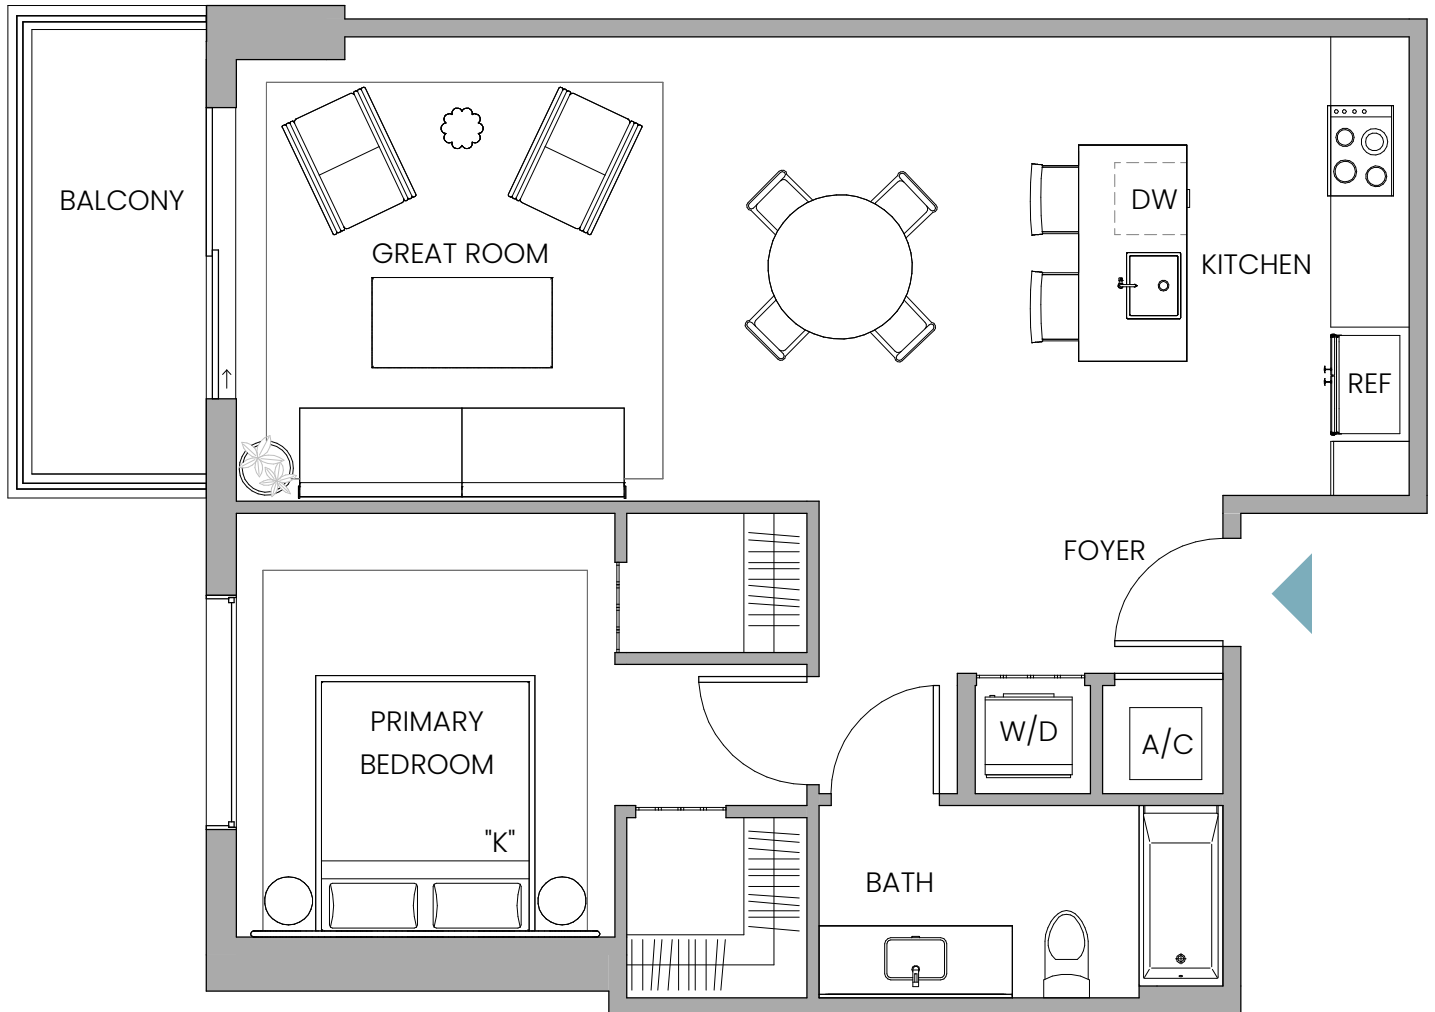 BALCONY
GREAT ROOM
DW
KITCHEN
REF
FOYER
PRIMARY
BEDROOM
"K"
W/D
A/C
BATH